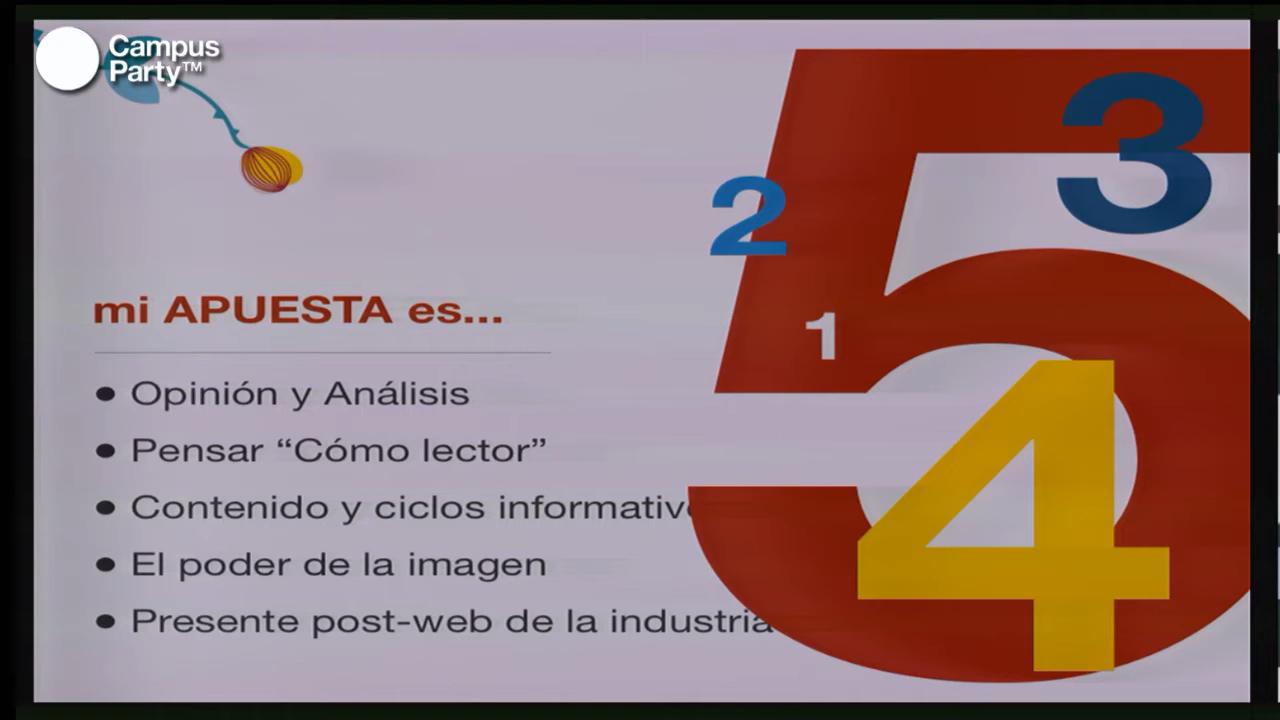 Campus
Party™
3
2
1
mi APUESTA es...
• Opinión y Análisis
• Pensar “Cómo lector”
• Contenido y ciclos
4
• El poder de la imagen
• Presente post-web de la industria
5